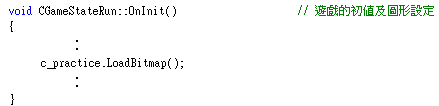 void CGameStateRun::OnInit() // 遊戲的初值及圖形設定
{
:
c_practice.LoadBitmap();
:
}